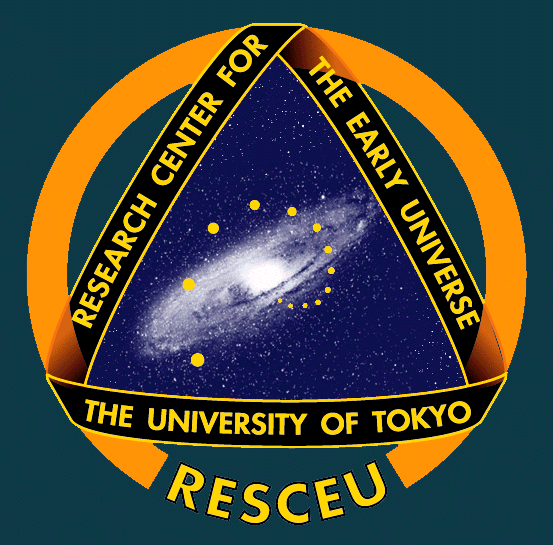 RESEARCH CENTER FOR
THE EARLY UNIVERSE
THE UNIVERSITY OF TOKYO
RESCEU